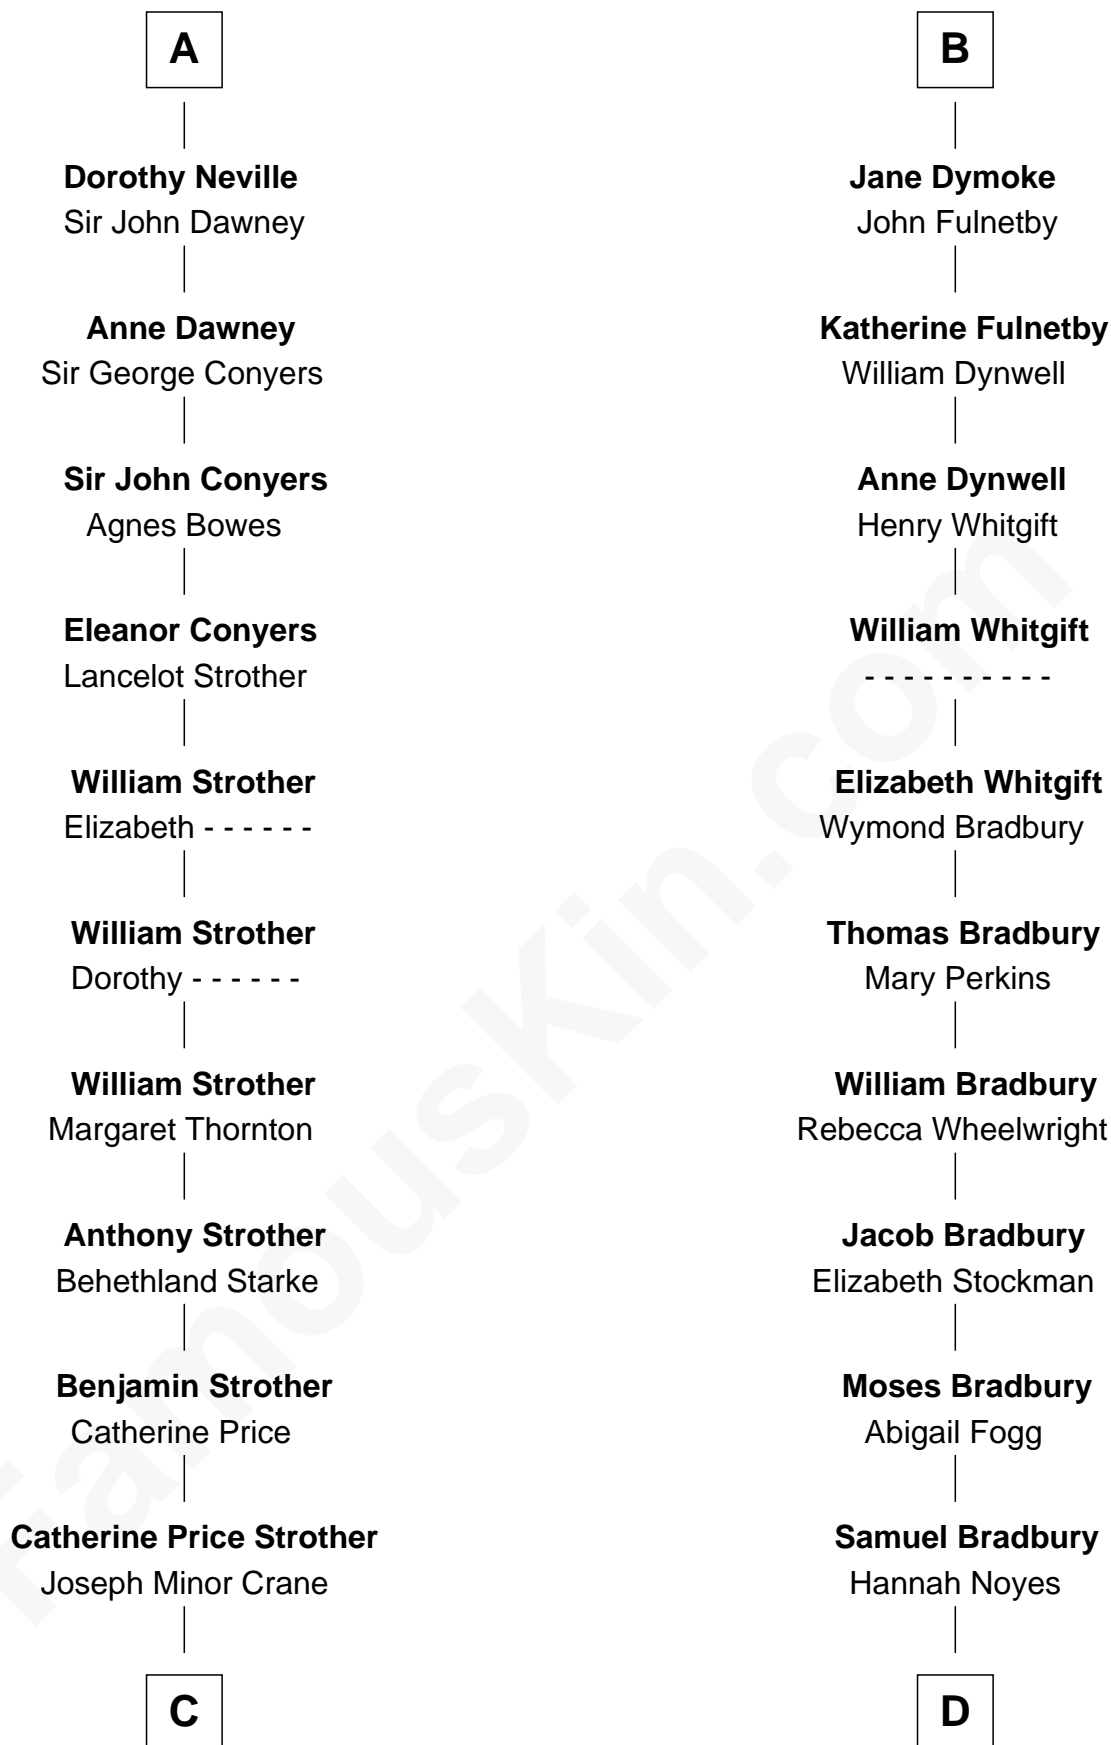 A
Dorothy Neville
Sir John Dawney
Anne Dawney
Sir George Conyers
Sir John Conyers
Agnes Bowes
Eleanor Conyers
Lancelot Strother
William Strother
Elizabeth - - - - - -
William Strother
Dorothy - - - - - -
William Strother
Margaret Thornton
Anthony Strother
Behethland Starke
Benjamin Strother
Catherine Price
Catherine Price Strother
Joseph Minor Crane
C
B
Jane Dymoke
John Fulnetby
Katherine Fulnetby
William Dynwell
Anne Dynwell
Henry Whitgift
William Whitgift
- - - - - - - - - -
Elizabeth Whitgift
Wymond Bradbury
Thomas Bradbury
Mary Perkins
William Bradbury
Rebecca Wheelwright
Jacob Bradbury
Elizabeth Stockman
Moses Bradbury
Abigail Fogg
Samuel Bradbury
Hannah Noyes
D
FamousKin.com